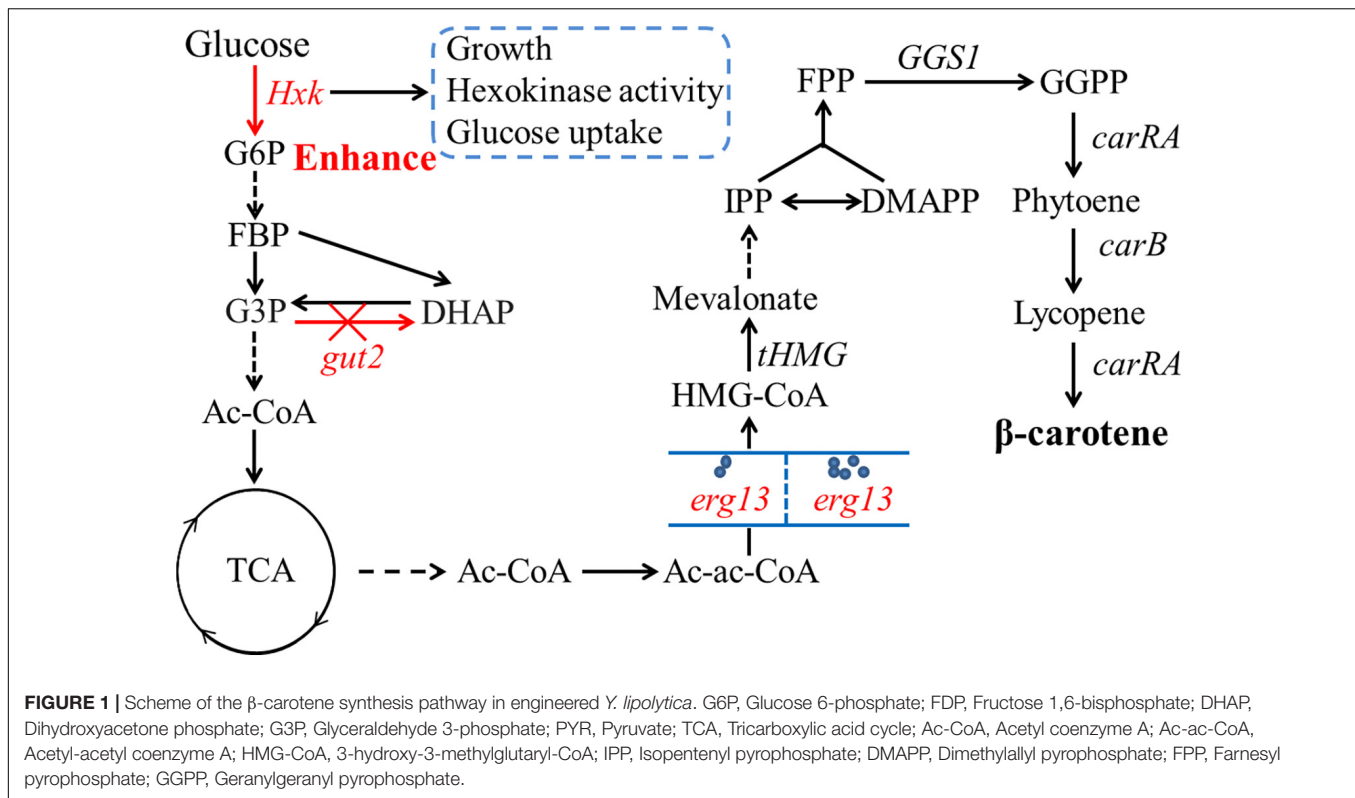 Glucose
Hxk
Growth
Hexokinase activity
Glucose uptake
G6P Enhance
FBP
G3P
DHAP
gut2
Ac-CoA
TCA
Ac-CoA
Ac-ac-CoA
erg13
erg13
HMG-CoA
tHMG
Mevalonate
IPP
DMAPP
FPP
GGS1
GGPP
carRA
Phytoene
carB
Lycopene
carRA
β-carotene
FIGURE 1 | Scheme of the β-carotene synthesis pathway in engineered Y. lipolytica. G6P, Glucose 6-phosphate; FDP, Fructose 1,6-bisphosphate; DHAP,
Dihydroxyacetone phosphate; G3P, Glyceraldehyde 3-phosphate; PYR, Pyruvate; TCA, Tricarboxylic acid cycle; Ac-CoA, Acetyl coenzyme A; Ac-ac-CoA,
Acetyl-acetyl coenzyme A; HMG-CoA, 3-hydroxy-3-methylglutaryl-CoA; IPP, Isopentenyl pyrophosphate; DMAPP, Dimethylallyl pyrophosphate; FPP, Farnesyl
pyrophosphate; GGPP, Geranylgeranyl pyrophosphate.